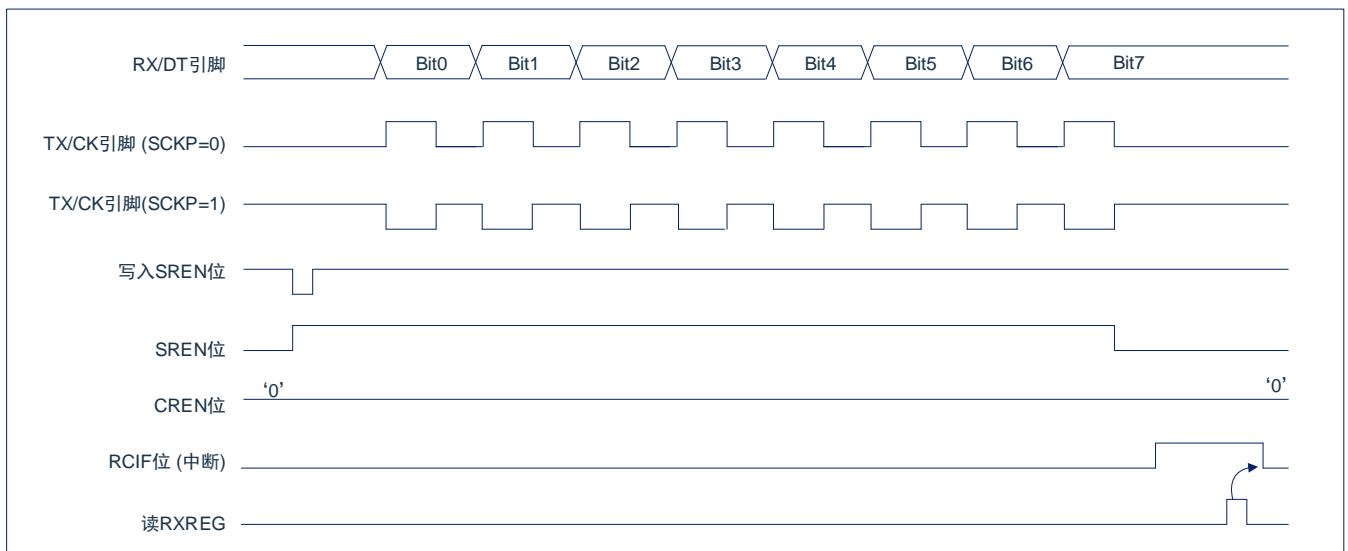 RX/DT引脚 Bit0 Bit1 Bit2 Bit3 Bit4 Bit5 Bit6 Bit7
TX/CK引脚 (SCKP=0)
TX/CK引脚(SCKP=1)
写入SREN位
SREN位
‘0’ ‘0’
CREN位
RCIF位 (中断)
读RXREG